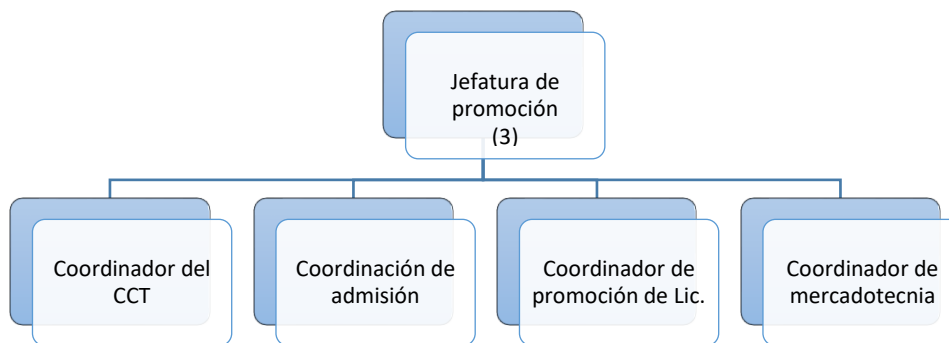 Jefatura de
promoción
(3)
Coordinador del
CCT
Coordinación de
admisión
Coordinador de
promoción de Lic.
Coordinador de
mercadotecnia